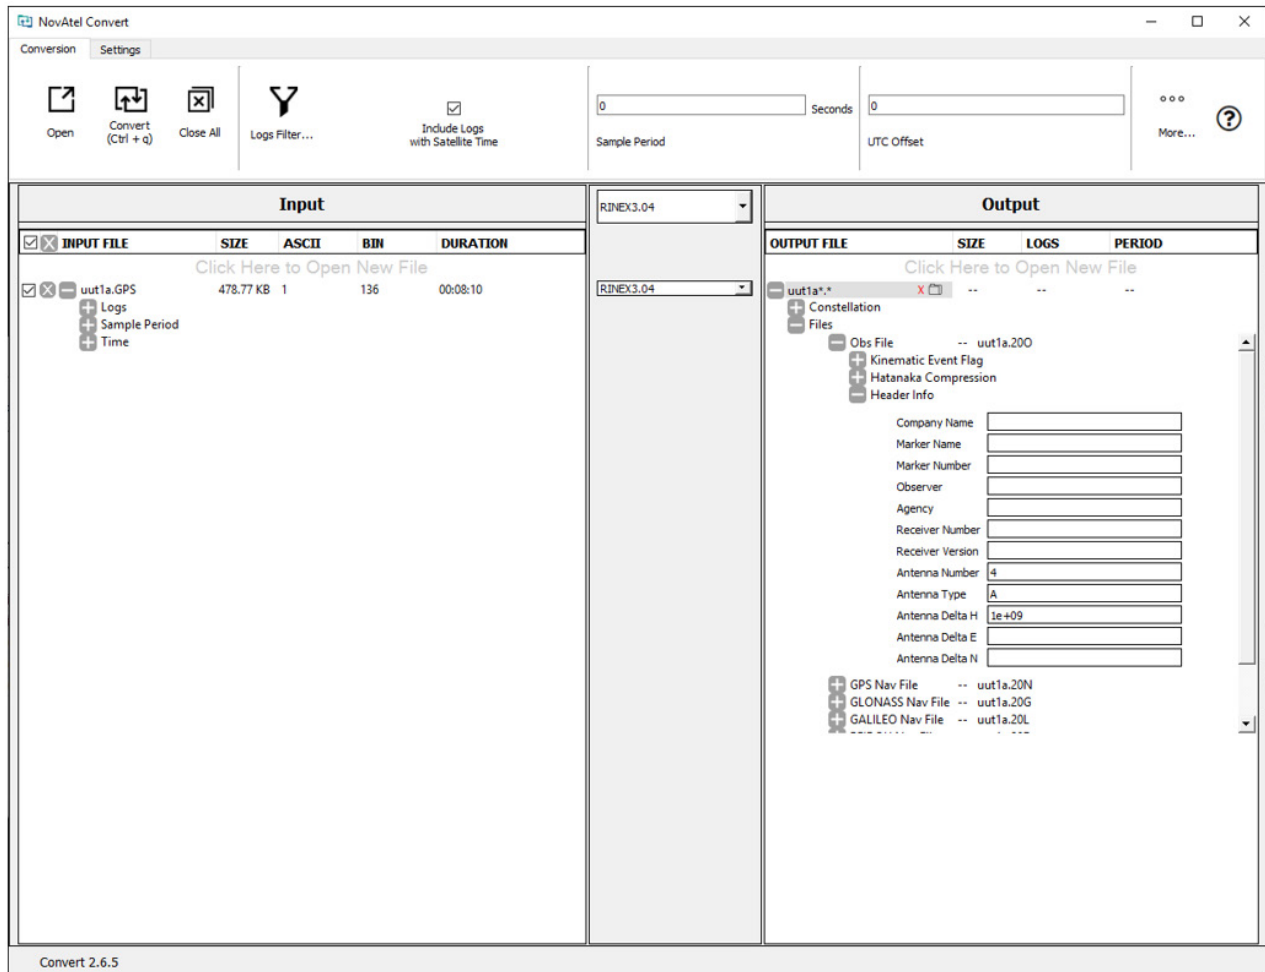 NovAtel Convert
Conversion Settings
Open
Convert
(Ctrl + q)
Close All
Logs Filter...
Include Logs
with Satellite Time
0 Seconds
Sample Period
0
UTC Offset
More...
Input
RINEX3.04
Output
INPUT FILE SIZE ASCII BIN DURATION
OUTPUT FILE SIZE LOGS PERIOD
Click Here to Open New File
Click Here to Open New File
uut1a.GPS 478.77 KB 1 136 00:08:10
RINEX3.04
uut1a*.* X -- -- --
Logs
Sample Period
Time
Constellation
Files
Obs File -- uut1a.20O
Kinematic Event Flag
Hatanaka Compression
Header Info
Company Name
Marker Name
Marker Number
Observer
Agency
Receiver Number
Receiver Version
Antenna Number 4
Antenna Type A
Antenna Delta H 1e+09
Antenna Delta E
Antenna Delta N
GPS Nav File -- uut1a.20N
GLONASS Nav File -- uut1a.20G
GALILEO Nav File -- uut1a.20L
Convert 2.6.5